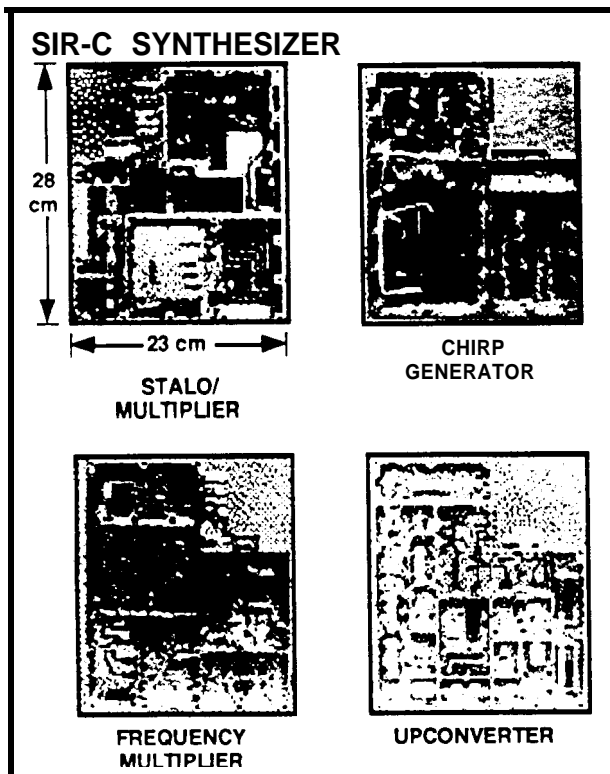 SIR-C SYNTHESIZER
28
cm
23 cm
STALO/
MULTIPLIER
CHIRP
GENERATOR
FREQUENCY
MULTIPLIER
UPCONVERTER